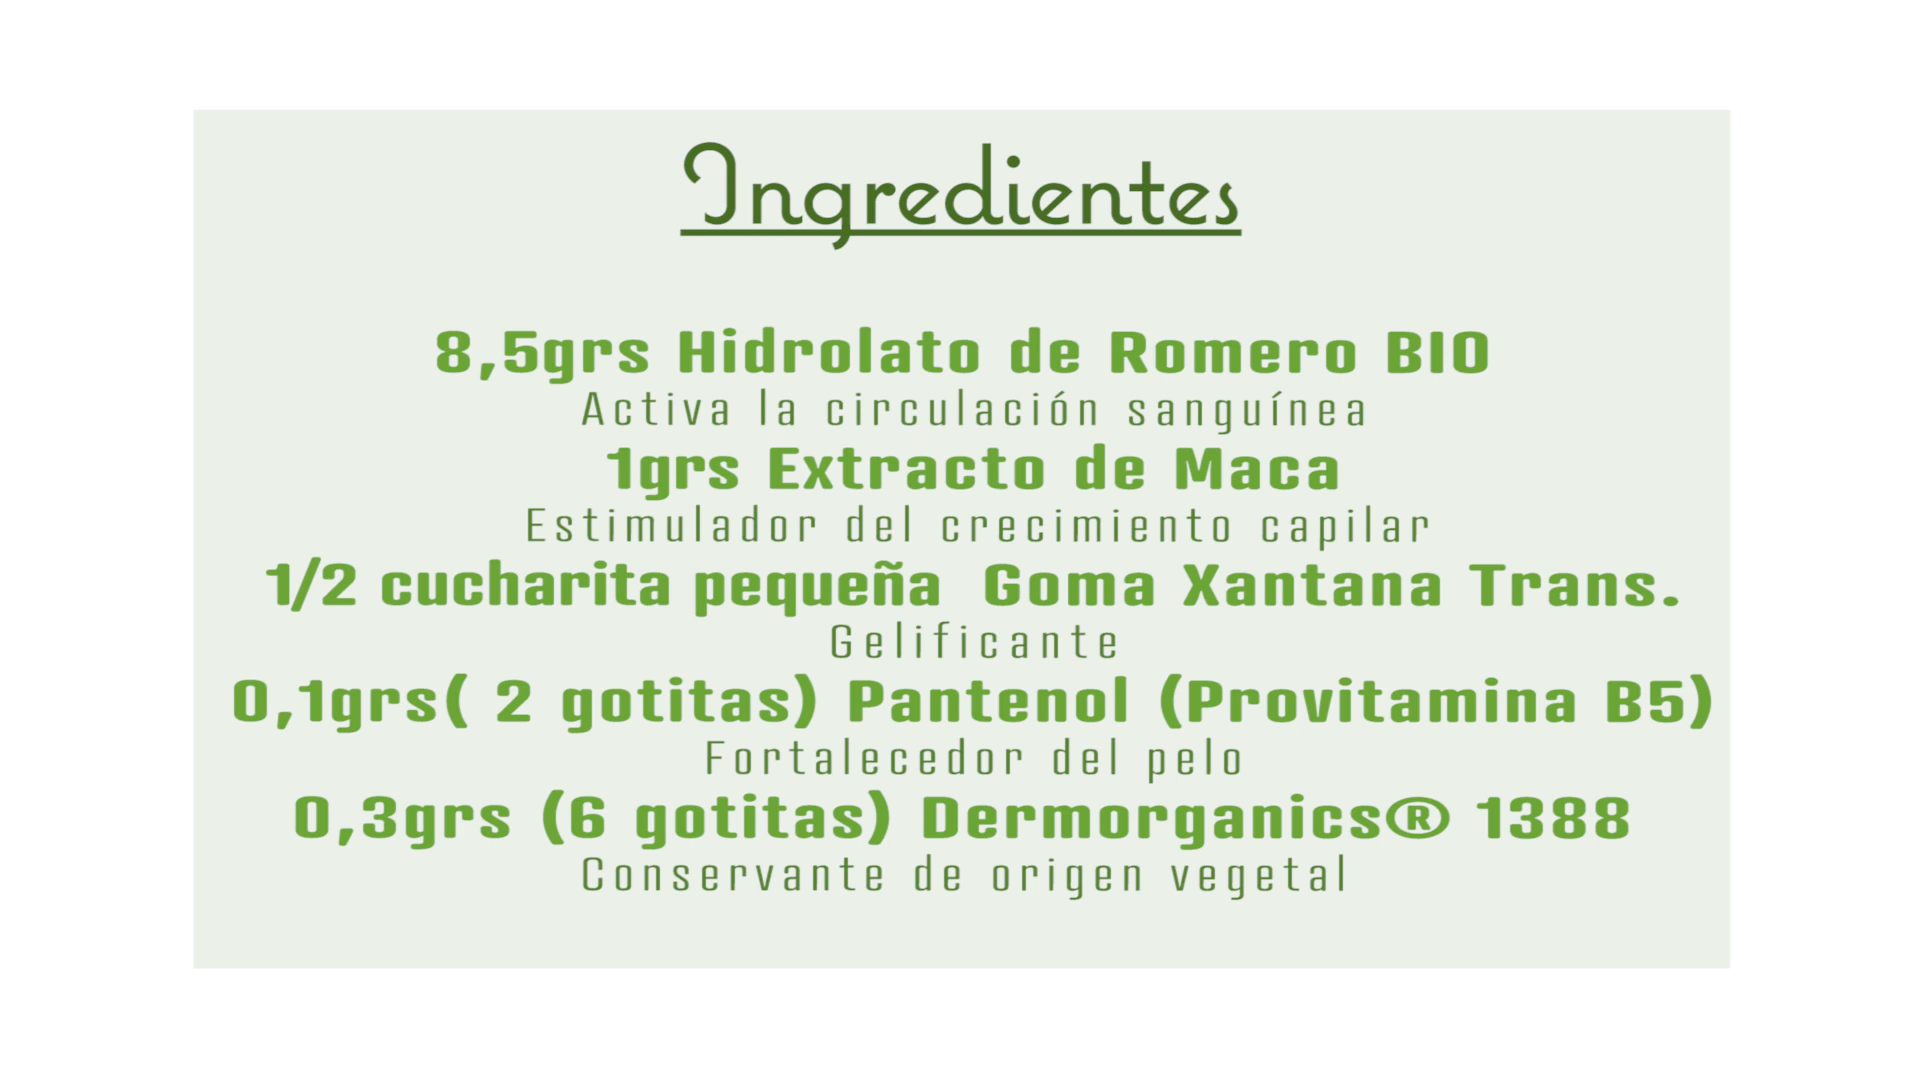 Ingredientes
8,5grs Hidrolato de Romero BIO
Activa la circulación sanguínea
1grs Extracto de Maca
Estimulador del crecimiento capilar
1/2 cucharita pequeña  Goma Xantana Trans.
Gelificante
0,1grs( 2 gotitas) Pantenol (Provitamina B5)
Fortalecedor del pelo
0,3grs (6 gotitas) Dermorganics® 1388
Conservante de origen vegetal